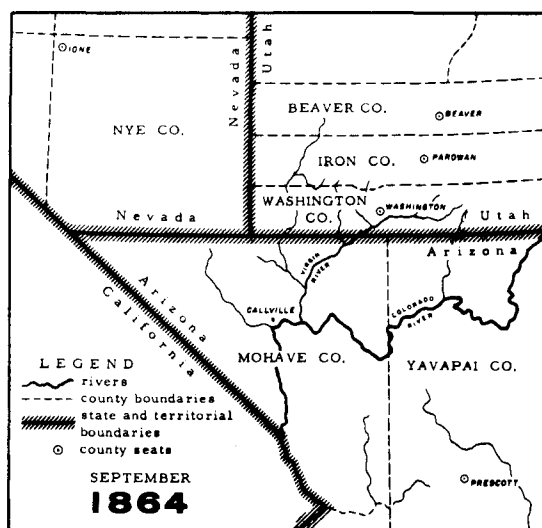 IONE
Nevada
Utah
BEAVER CO.
BEAVER
NYE CO.
IRON CO.
PAROWAN
WASHINGTON
CO.
WASHINGTON
Nevada
Utah
Arizona
VIRGIN
RIVER
Arizona
California
CALLVILLE
COLORADO
RIVER
MOHAVE CO.
YAVAPAI CO.
LEGEND
rivers
county boundaries
state and territorial
boundaries
county seats
SEPTEMBER
1864
PRESCOTT